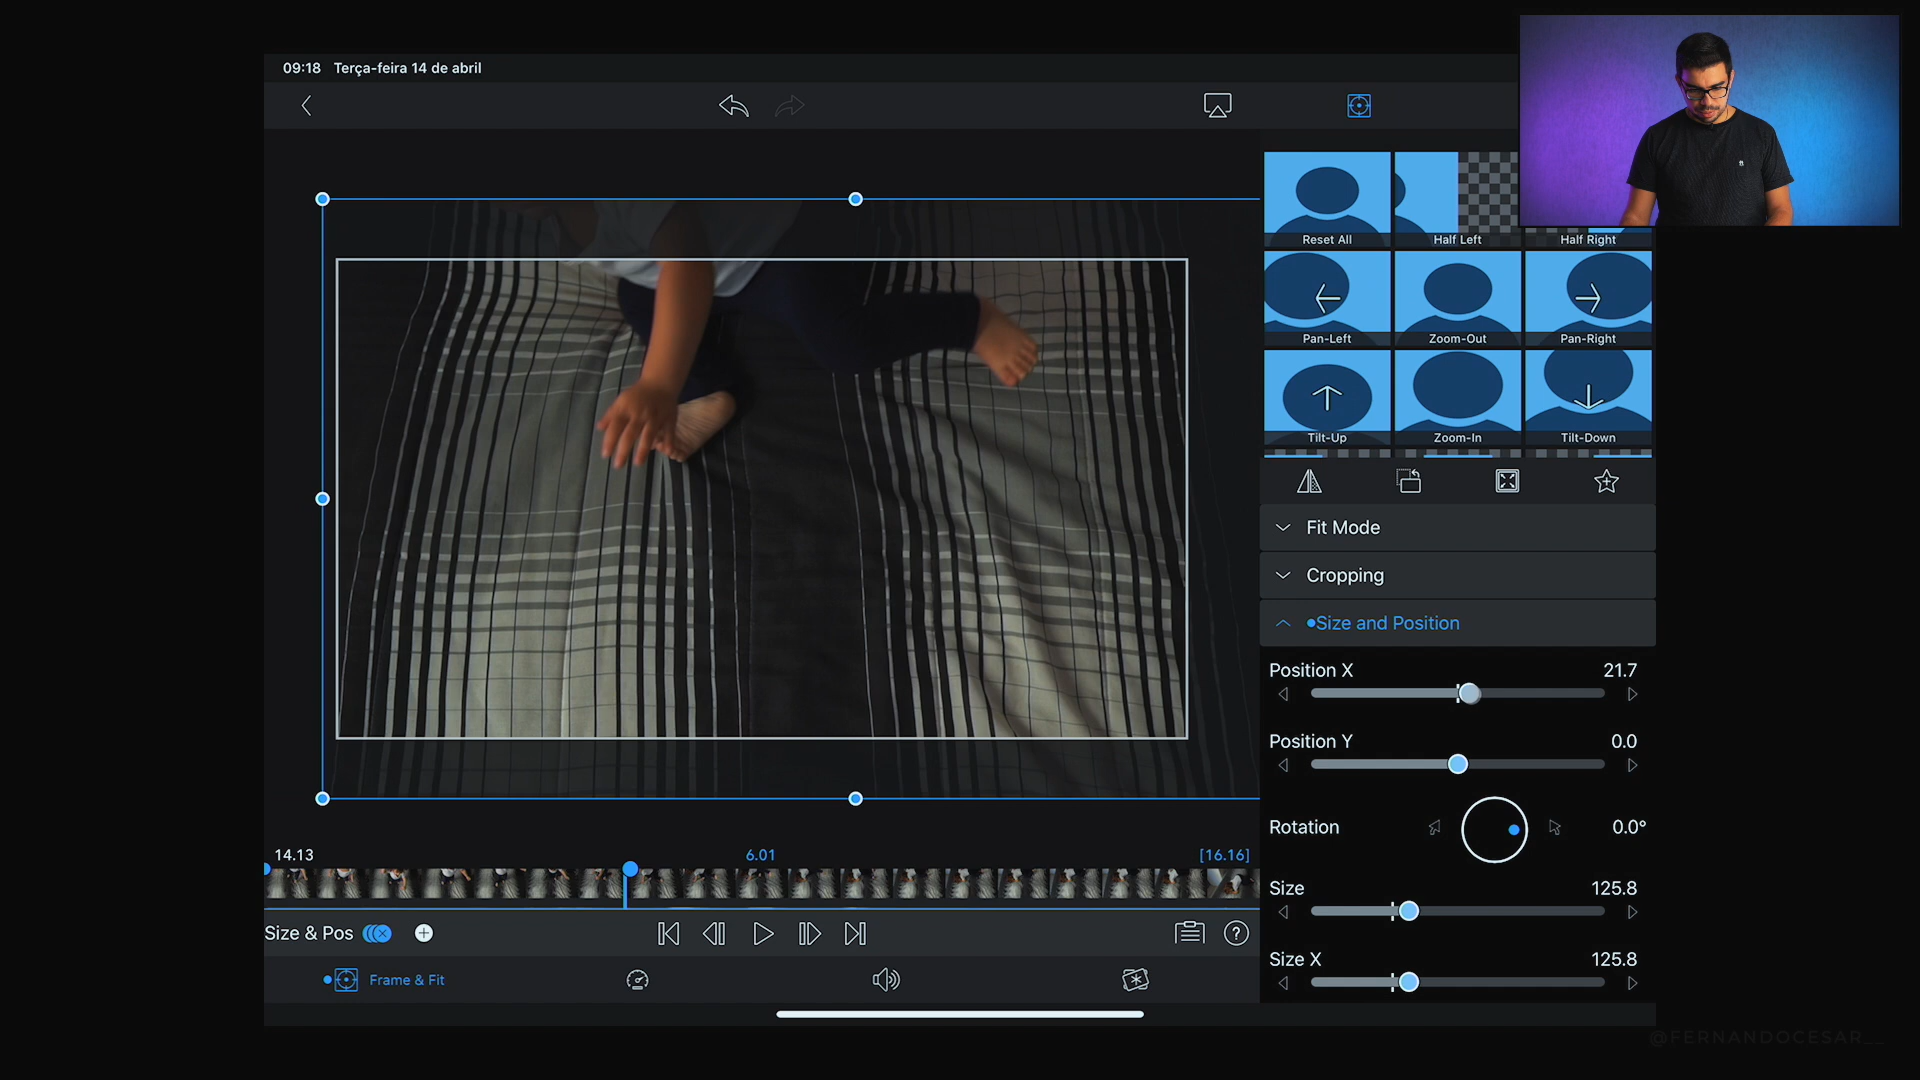 09:18 Terça-feira 14 de abril
Reset All
Half Left
Half Right
Pan-Left
Zoom-Out
Pan-Right
Tilt-Up
Zoom-In
Tilt-Down
Fit Mode
Cropping
Size and Position
Position X 21.7
Position Y 0.0
Rotation 0.0°
Size 125.8
Size X 125.8
14.13 6.01 [16.16]
Size & Pos
Frame & Fit
@FERNANDOCESAR__